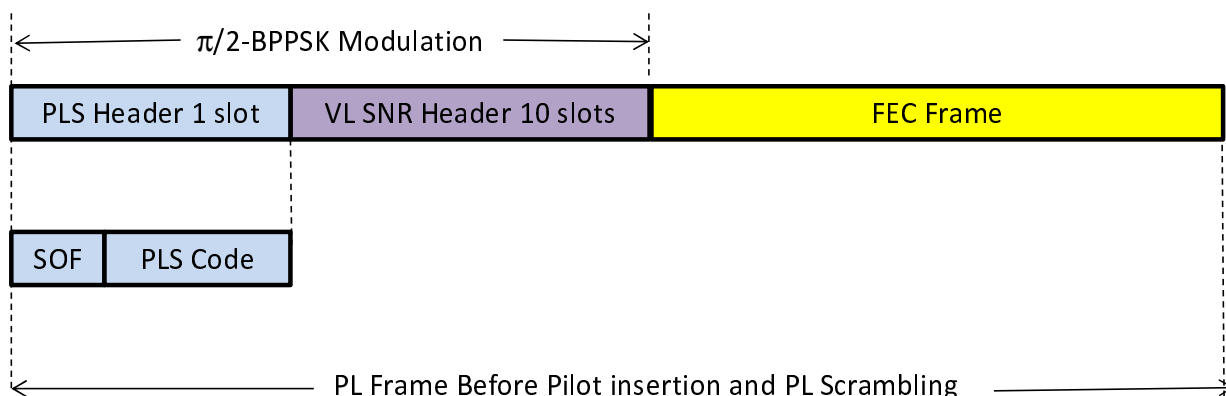 π/2-BPPSK Modulation
PLS Header 1 slot
VL SNR Header 10 slots
FEC Frame
SOF
PLS Code
PL Frame Before Pilot insertion and PL Scrambling